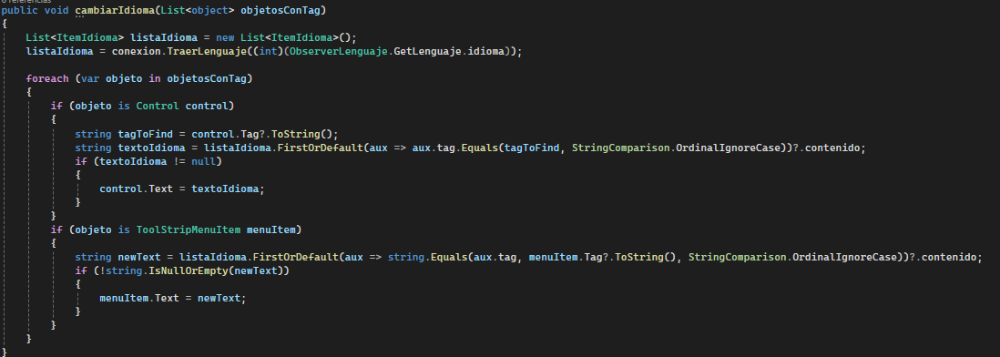 6 referencias
public void cambiarIdioma(List<object> objetosConTag)
{
    List<ItemIdioma> listaIdioma = new List<ItemIdioma>();
    listaIdioma = conexion.TraerLenguaje((int)(ObserverLenguaje.GetLenguaje.idioma));

    foreach (var objeto in objetosConTag)
    {
        if (objeto is Control control)
        {
            string tagToFind = control.Tag?.ToString();
            string textoIdioma = listaIdioma.FirstOrDefault(aux => aux.tag.Equals(tagToFind, StringComparison.OrdinalIgnoreCase))?.contenido;
            if (textoIdioma != null)
            {
                control.Text = textoIdioma;
            }
        }
        if (objeto is ToolStripMenuItem menuItem)
        {
            string newText = listaIdioma.FirstOrDefault(aux => string.Equals(aux.tag, menuItem.Tag?.ToString(), StringComparison.OrdinalIgnoreCase))?.contenido;
            if (!string.IsNullOrEmpty(newText))
            {
                menuItem.Text = newText;
            }
        }
    }
}